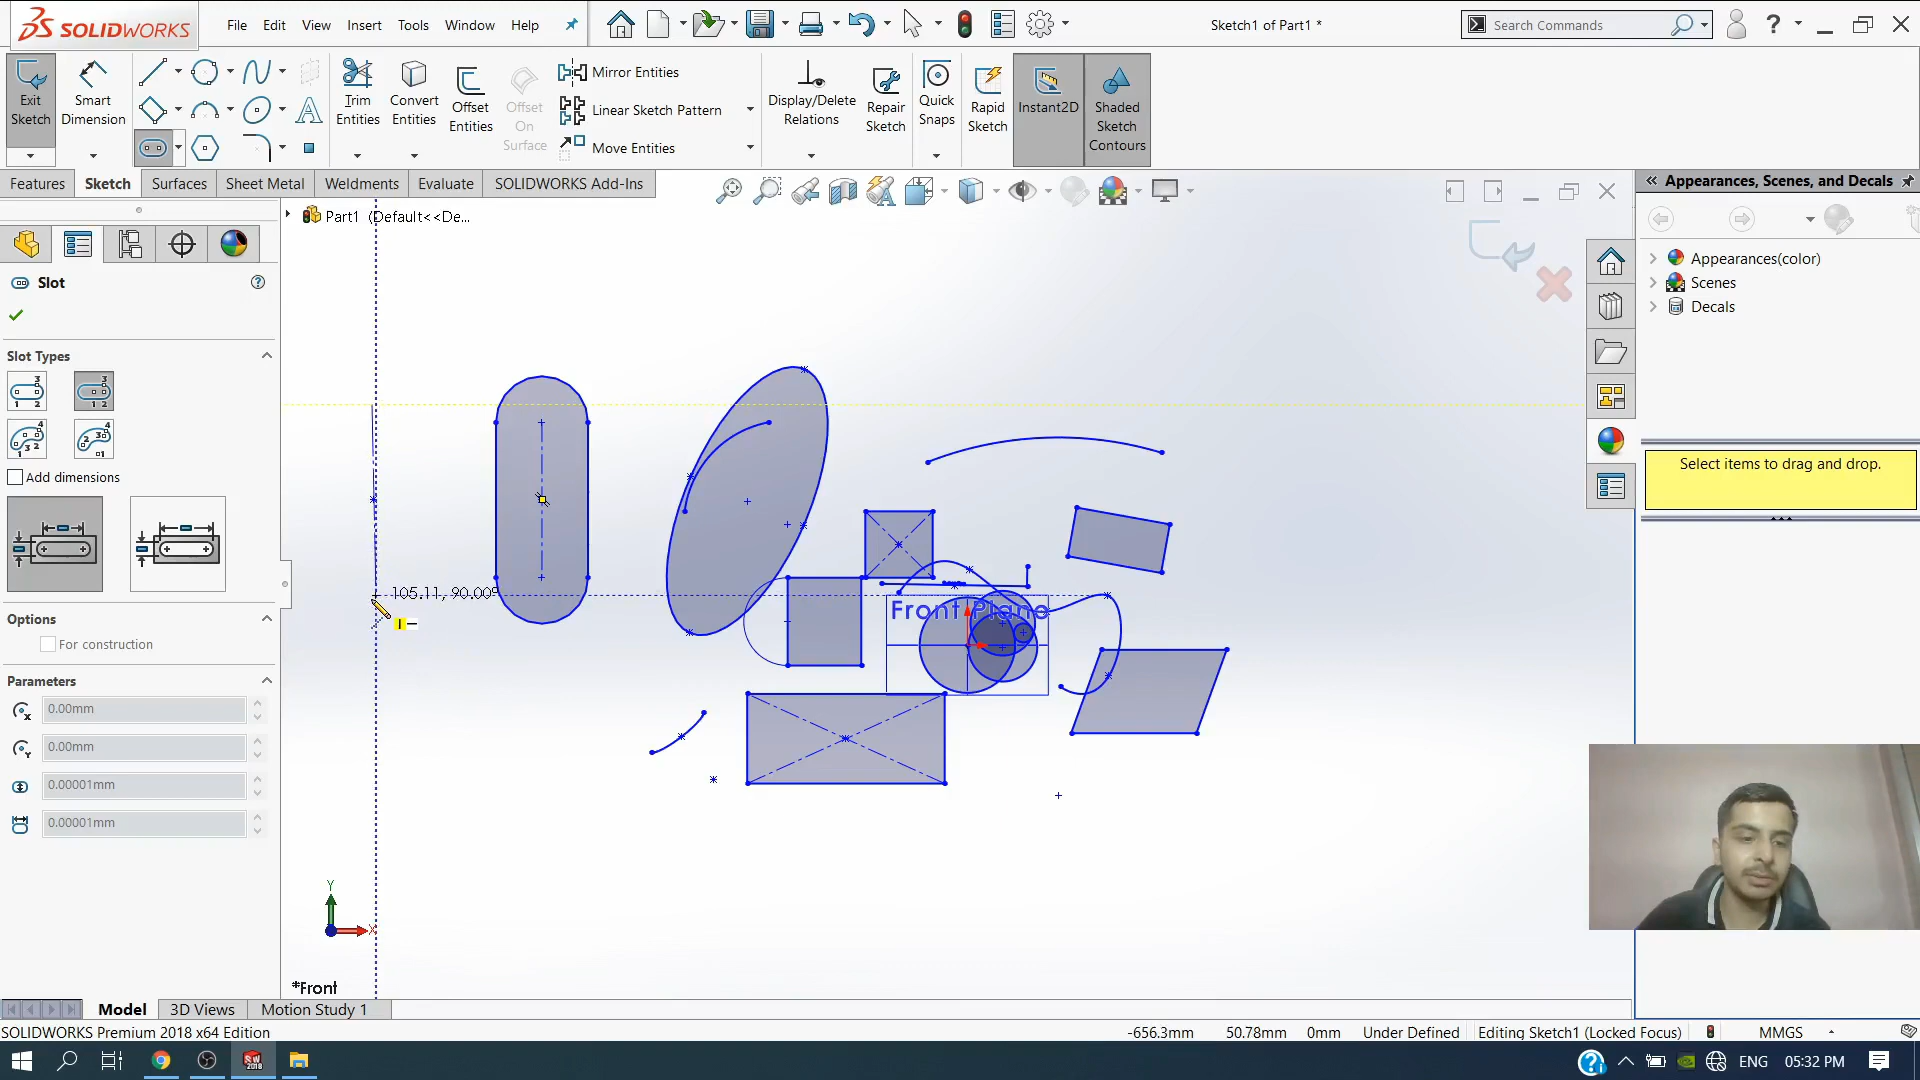 SOLIDWORKS
File Edit View Insert Tools Window Help
Sketch1 of Part1 *
Search Commands
Exit Sketch
Smart Dimension
Trim Entities
Convert Entities
Offset Entities
Offset On Surface
Mirror Entities
Linear Sketch Pattern
Move Entities
Display/Delete Relations
Repair Sketch
Quick Snaps
Rapid Sketch
Instant2D
Shaded Sketch Contours
Features Sketch Surfaces Sheet Metal Weldments Evaluate SOLIDWORKS Add-Ins
Part1 (Default<<De...
Appearances, Scenes, and Decals
Appearances(color)
Scenes
Decals
Select items to drag and drop.
Slot
Slot Types
Add dimensions
Options
For construction
Parameters
0.00mm
0.00mm
0.00001mm
0.00001mm
105.11, 90.00°
Front Plane
Y
X
*Front
Model 3D Views Motion Study 1
SOLIDWORKS Premium 2018 x64 Edition
-656.3mm 50.78mm 0mm Under Defined Editing Sketch1 (Locked Focus) MMGS
ENG 05:32 PM